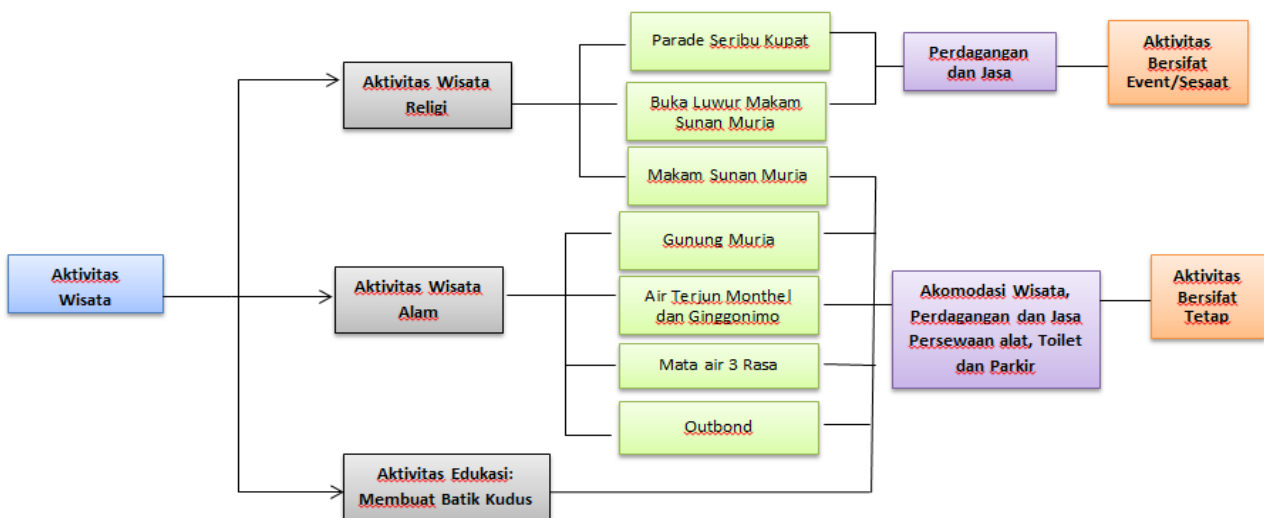 Aktivitas
Wisata
Aktivitas Wisata
Religi
Aktivitas Wisata
Alam
Aktivitas Edukasi:
Membuat Batik Kudus
Parade Seribu Kupat
Buka Luwur Makam
Sunan Muria
Makam Sunan Muria
Gunung Muria
Air Terjun Monthel
dan Ginggonimo
Mata air 3 Rasa
Outbond
Perdagangan
dan Jasa
Akomodasi Wisata,
Perdagangan dan Jasa
Persewaan alat, Toilet
dan Parkir
Aktivitas
Bersifat
Event/Sesaat
Aktivitas
Bersifat
Tetap